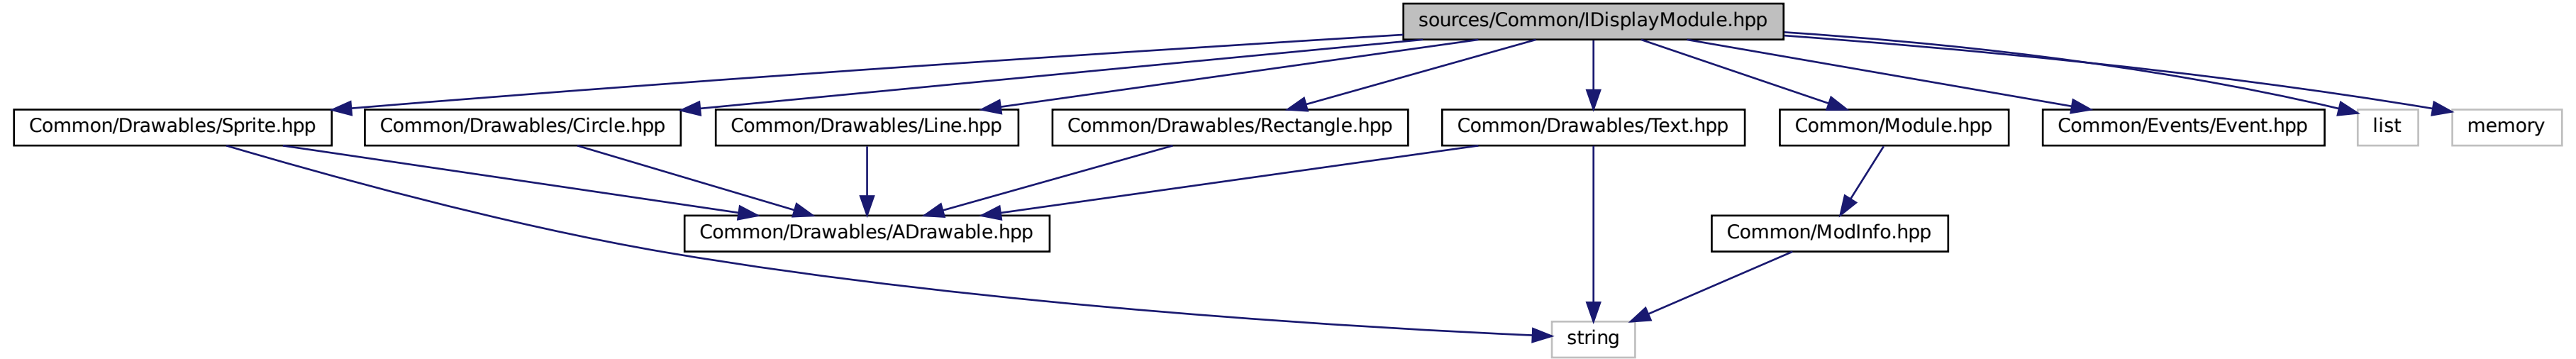 sources/Common/IDisplayModule.hpp
Common/Drawables/Sprite.hpp
Common/Drawables/Circle.hpp
Common/Drawables/Line.hpp
Common/Drawables/Rectangle.hpp
Common/Drawables/Text.hpp
Common/Module.hpp
Common/Events/Event.hpp
list
memory
Common/Drawables/ADrawable.hpp
Common/ModInfo.hpp
string